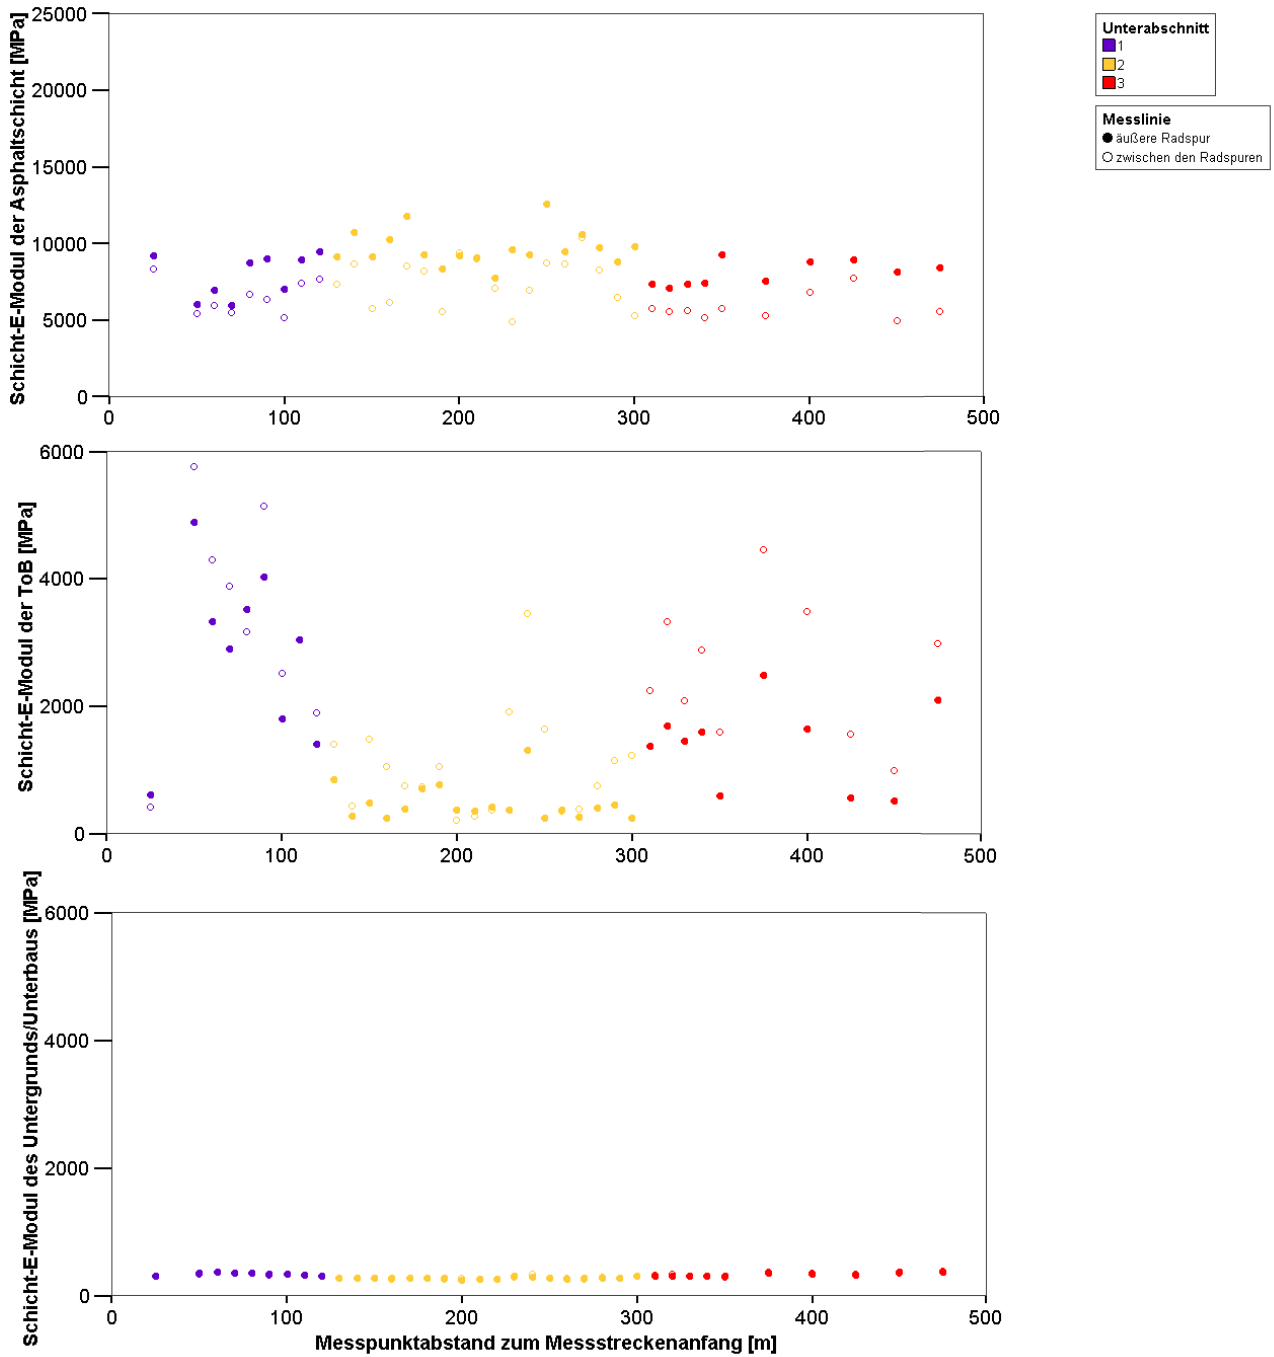 Schicht-E-Modul der Asphaltschicht [MPa]
25000
20000
15000
10000
5000
0
0 100 200 300 400 500
Unterabschnitt
1
2
3
Messlinie
äußere Radspur
zwischen den Radspuren
Schicht-E-Modul der ToB [MPa]
6000
4000
2000
0
0 100 200 300 400 500
Schicht-E-Modul des Untergrunds/Unterbaus [MPa]
6000
4000
2000
0
0 100 200 300 400 500
Messpunktabstand zum Messstreckenanfang [m]